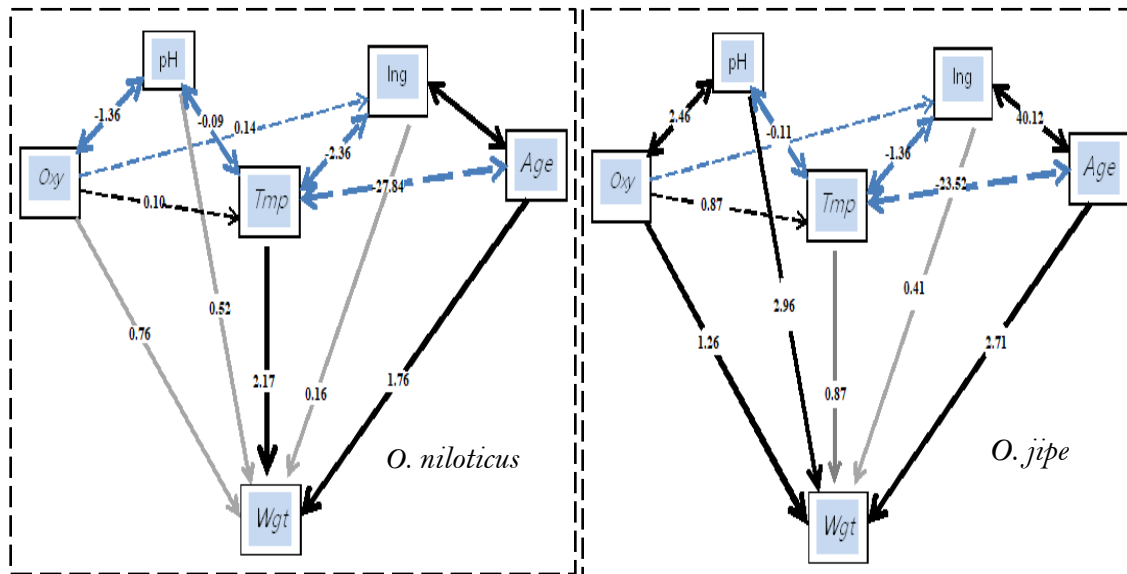 pH
lng
Oxy
Tmp
Age
-1.36
-0.09
0.14
-2.36
-27.84
0.10
0.52
0.76
2.17
0.16
1.76
O. niloticus
Wgt
pH
lng
Oxy
Tmp
Age
2.46
-0.11
-1.36
40.12
-23.52
0.87
2.96
0.41
1.26
2.71
0.87
O. jipe
Wgt